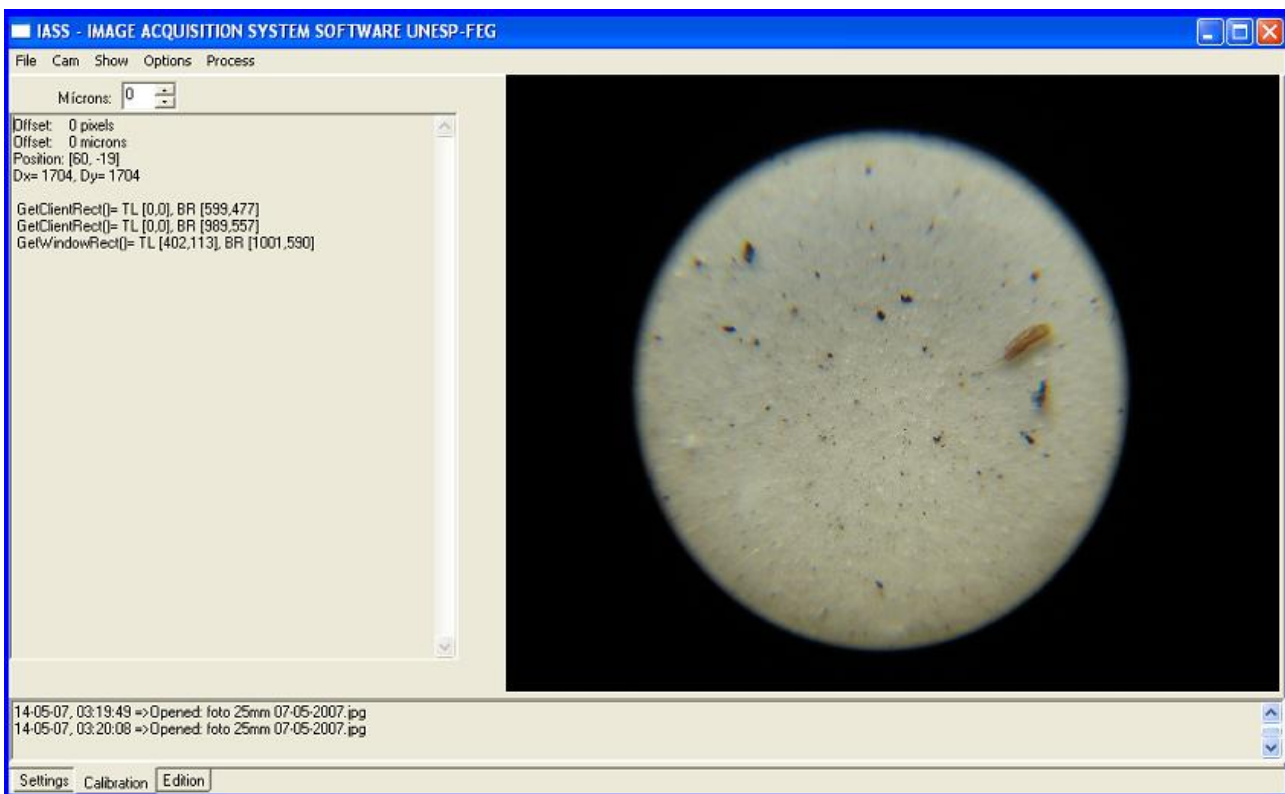 IASS - IMAGE ACQUISITION SYSTEM SOFTWARE UNESP-FEG
File Cam Show Options Process
Mícrons: 0
Offset: 0 pixels
Offset: 0 microns
Position: [60, -19]
Dx= 1704, Dy= 1704
GetClientRect()= TL [0,0], BR [599,477]
GetClientRect()= TL [0,0], BR [989,557]
GetWindowRect()= TL [402,113], BR [1001,590]
14-05-07, 03:19:49 =>Opened: foto 25mm 07-05-2007.jpg
14-05-07, 03:20:08 =>Opened: foto 25mm 07-05-2007.jpg
Settings Calibration Edition